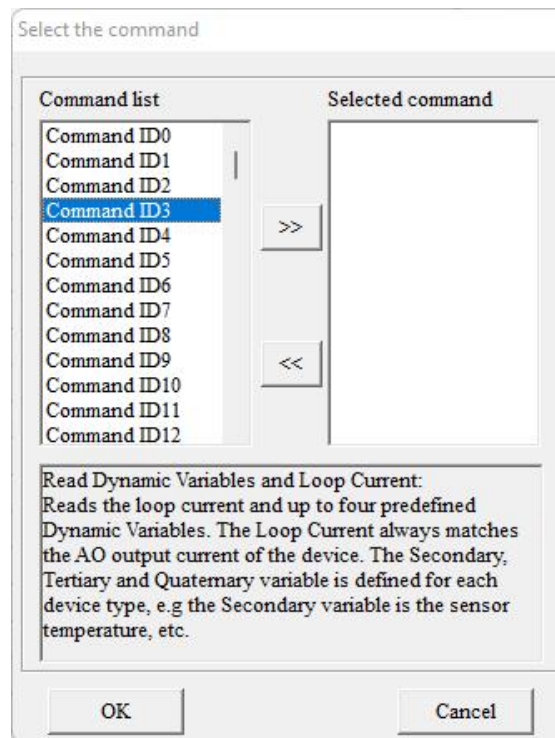 Select the command
Command list
Selected command
Command ID0
Command ID1
Command ID2
Command ID3
Command ID4
Command ID5
Command ID6
Command ID7
Command ID8
Command ID9
Command ID10
Command ID11
Command ID12
>>
<<
Read Dynamic Variables and Loop Current:
Reads the loop current and up to four predefined
Dynamic Variables. The Loop Current always matches
the AO output current of the device. The Secondary,
Tertiary and Quaternary variable is defined for each
device type, e.g the Secondary variable is the sensor
temperature, etc.
OK
Cancel